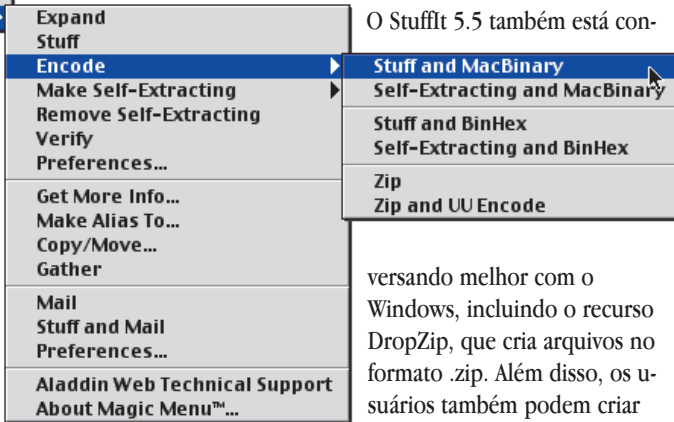 Expand
Stuff
Encode
Make Self-Extracting
Remove Self-Extracting
Verify
Preferences...
Get More Info...
Make Alias To...
Copy/Move...
Gather
Mail
Stuff and Mail
Preferences...
Aladdin Web Technical Support
About Magic Menu™...
Stuff and MacBinary
Self-Extracting and MacBinary
Stuff and BinHex
Self-Extracting and BinHex
Zip
Zip and UU Encode
O StuffIt 5.5 também está con-
versando melhor com o
Windows, incluindo o recurso
DropZip, que cria arquivos no
formato .zip. Além disso, os u-
suários também podem criar